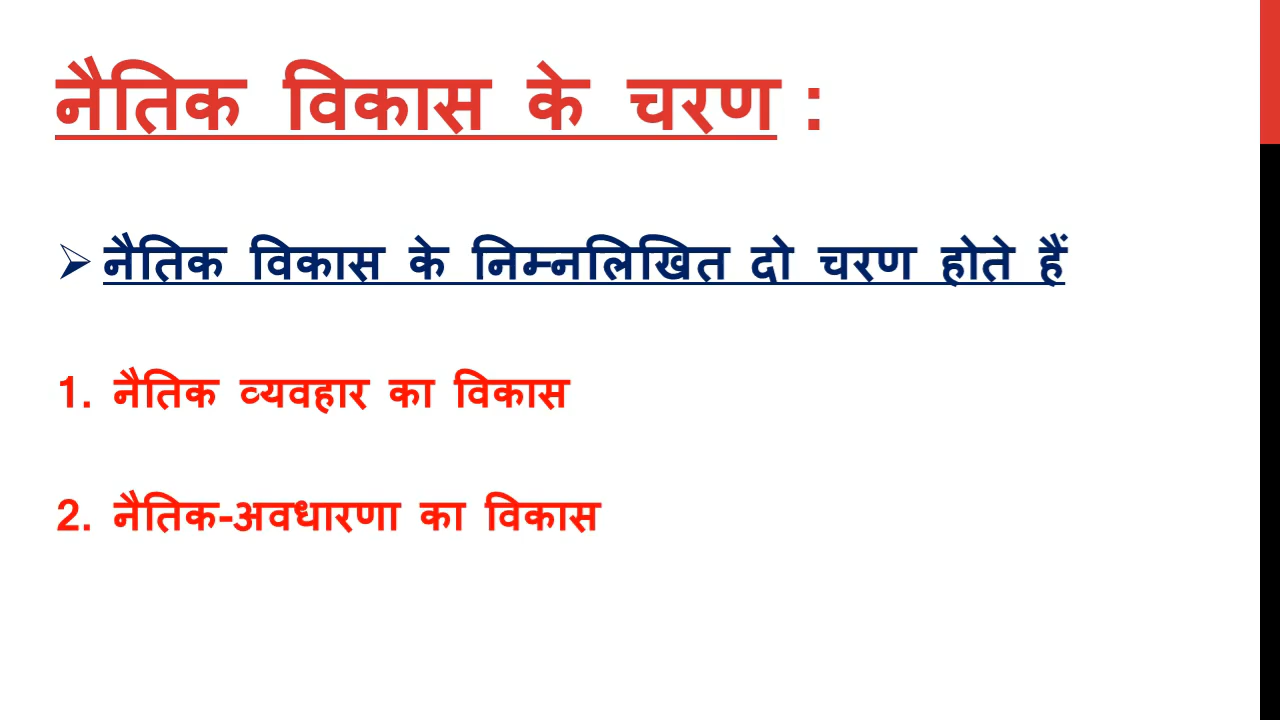 नैतिक विकास के चरण :
➢ नैतिक विकास के निम्नलिखित दो चरण होते हैं
1. नैतिक व्यवहार का विकास
2. नैतिक-अवधारणा का विकास